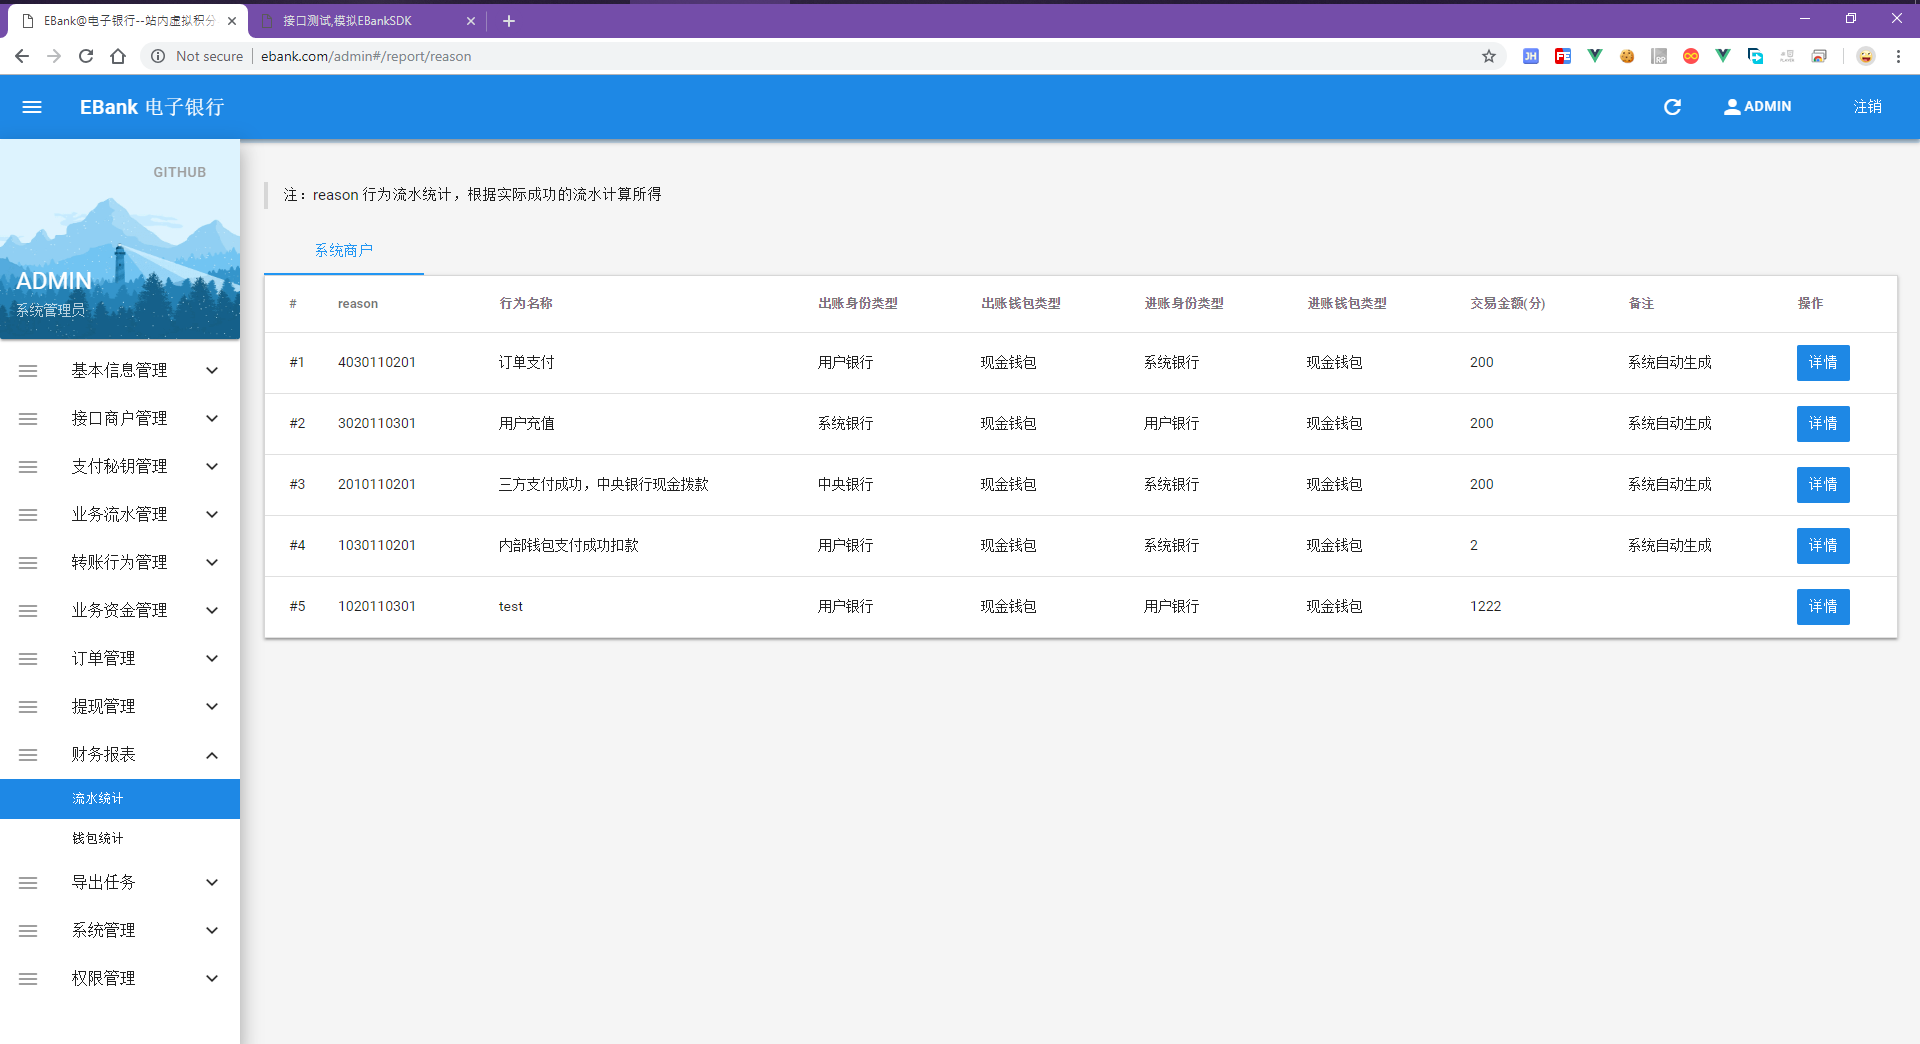 EBank@电子银行--站内虚拟积分
接口测试,模拟EBankSDK
Not secure
ebank.com/admin#/report/reason
EBank 电子银行
ADMIN
注销
GITHUB
ADMIN
系统管理员
基本信息管理
接口商户管理
支付秘钥管理
业务流水管理
转账行为管理
业务资金管理
订单管理
提现管理
财务报表
流水统计
钱包统计
导出任务
系统管理
权限管理
注：reason 行为流水统计，根据实际成功的流水计算所得
系统商户
# reason 行为名称 出账身份类型 出账钱包类型 进账身份类型 进账钱包类型 交易金额(分) 备注 操作
#1 4030110201 订单支付 用户银行 现金钱包 系统银行 现金钱包 200 系统自动生成 详情
#2 3020110301 用户充值 系统银行 现金钱包 用户银行 现金钱包 200 系统自动生成 详情
#3 2010110201 三方支付成功，中央银行现金拨款 中央银行 现金钱包 系统银行 现金钱包 200 系统自动生成 详情
#4 1030110201 内部钱包支付成功扣款 用户银行 现金钱包 系统银行 现金钱包 2 系统自动生成 详情
#5 1020110301 test 用户银行 现金钱包 用户银行 现金钱包 1222 详情